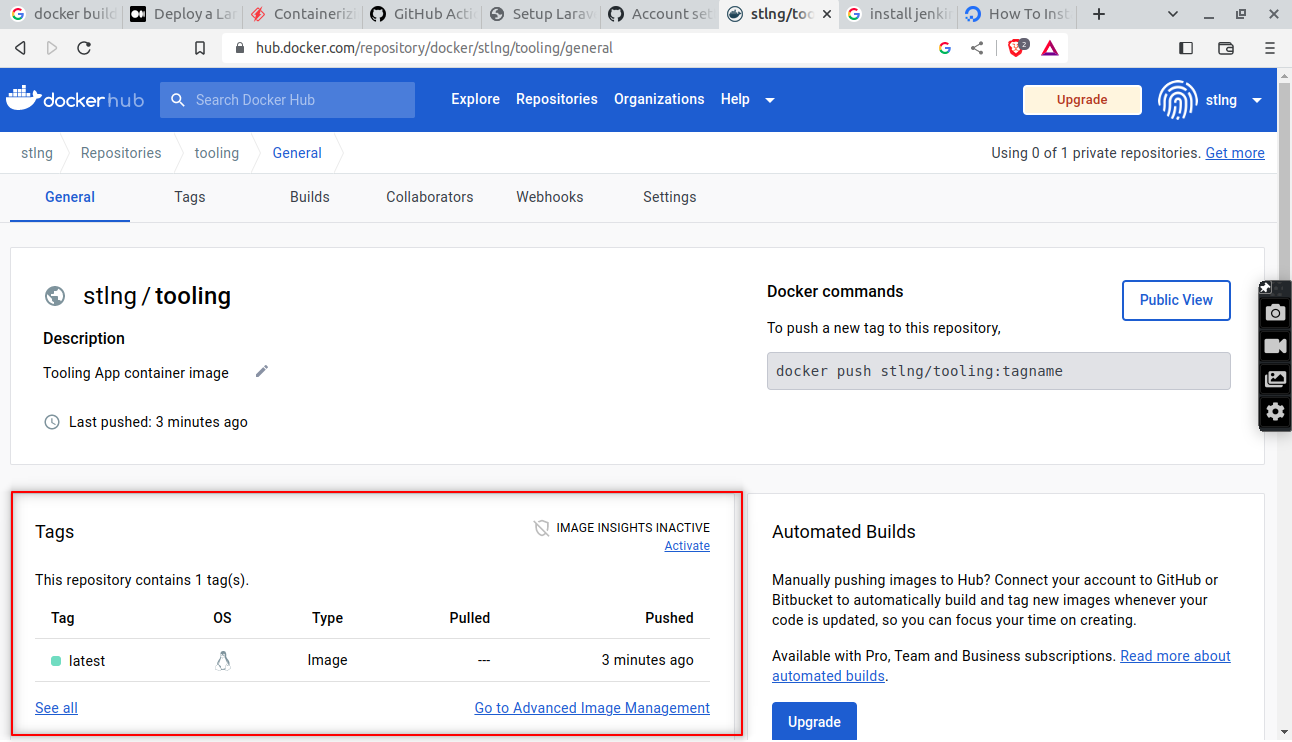 docker build
Deploy a Lar
Containerizi
GitHub Acti
Setup Larav
Account set
stlng/too
install jenki
How To Inst
hub.docker.com/repository/docker/stlng/tooling/general
2
dockerhub
Search Docker Hub
Explore
Repositories
Organizations
Help
Upgrade
stlng
stlng
Repositories
tooling
General
Using 0 of 1 private repositories. Get more
General
Tags
Builds
Collaborators
Webhooks
Settings
stlng / tooling
Description
Tooling App container image
Last pushed: 3 minutes ago
Docker commands
Public View
To push a new tag to this repository,
docker push stlng/tooling:tagname
Tags
IMAGE INSIGHTS INACTIVE
Activate
This repository contains 1 tag(s).
Tag OS Type Pulled Pushed
latest Image --- 3 minutes ago
See all
Go to Advanced Image Management
Automated Builds
Manually pushing images to Hub? Connect your account to GitHub or
Bitbucket to automatically build and tag new images whenever your
code is updated, so you can focus your time on creating.
Available with Pro, Team and Business subscriptions. Read more about
automated builds.
Upgrade